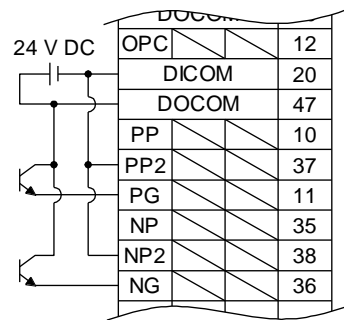 DOCOM
24 V DC
OPC 12
DICOM 20
DOCOM 47
PP 10
PP2 37
PG 11
NP 35
NP2 38
NG 36